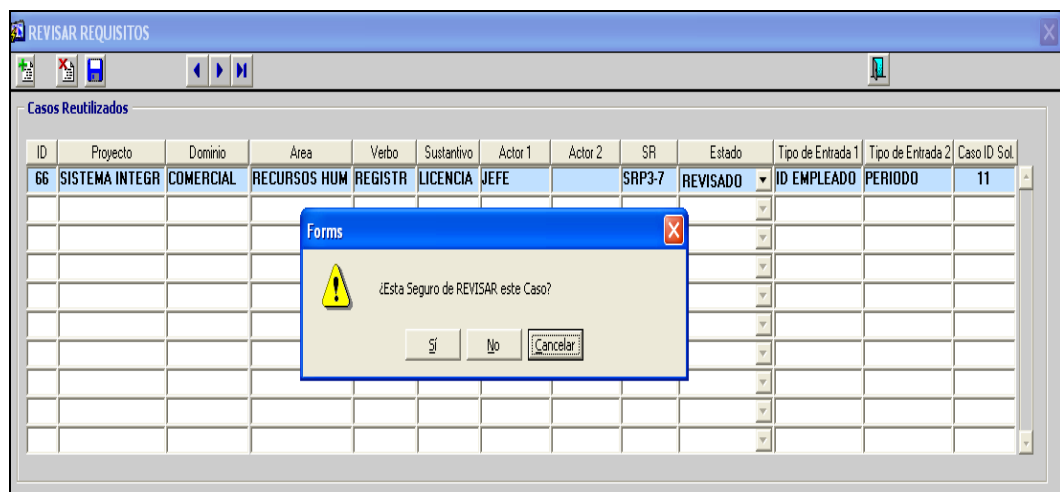 REVISAR REQUISITOS
Casos Reutilizados
ID Proyecto Dominio Area Verbo Sustantivo Actor 1 Actor 2 SR Estado Tipo de Entrada 1 Tipo de Entrada 2 Caso ID Sol.
66 SISTEMA INTEGR COMERCIAL RECURSOS HUM REGISTR LICENCIA JEFE SRP3-7 REVISADO ID EMPLEADO PERIODO 11
Forms
¿Esta Seguro de REVISAR este Caso?
Sí No Cancelar